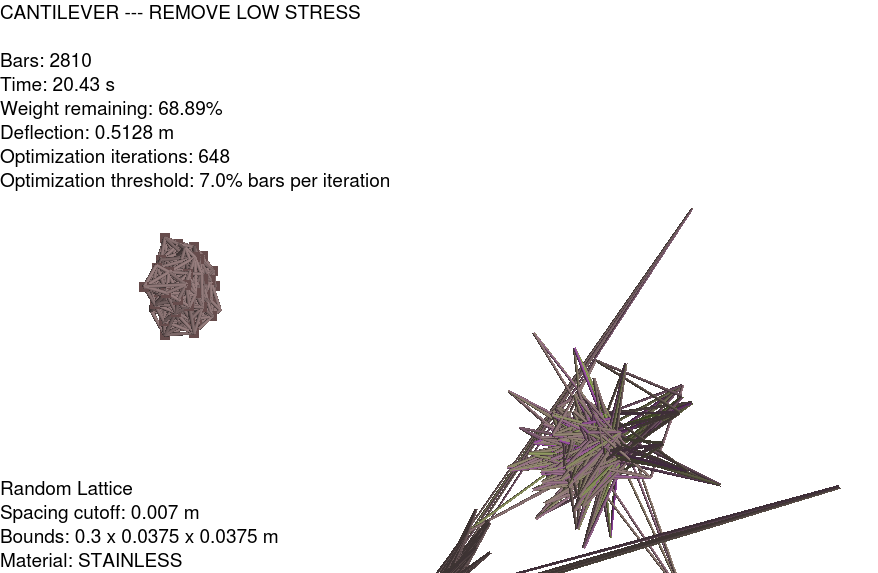 CANTILEVER --- REMOVE LOW STRESS
Bars: 2810
Time: 20.43 s
Weight remaining: 68.89%
Deflection: 0.5128 m
Optimization iterations: 648
Optimization threshold: 7.0% bars per iteration
Random Lattice
Spacing cutoff: 0.007 m
Bounds: 0.3 x 0.0375 x 0.0375 m
Material: STAINLESS